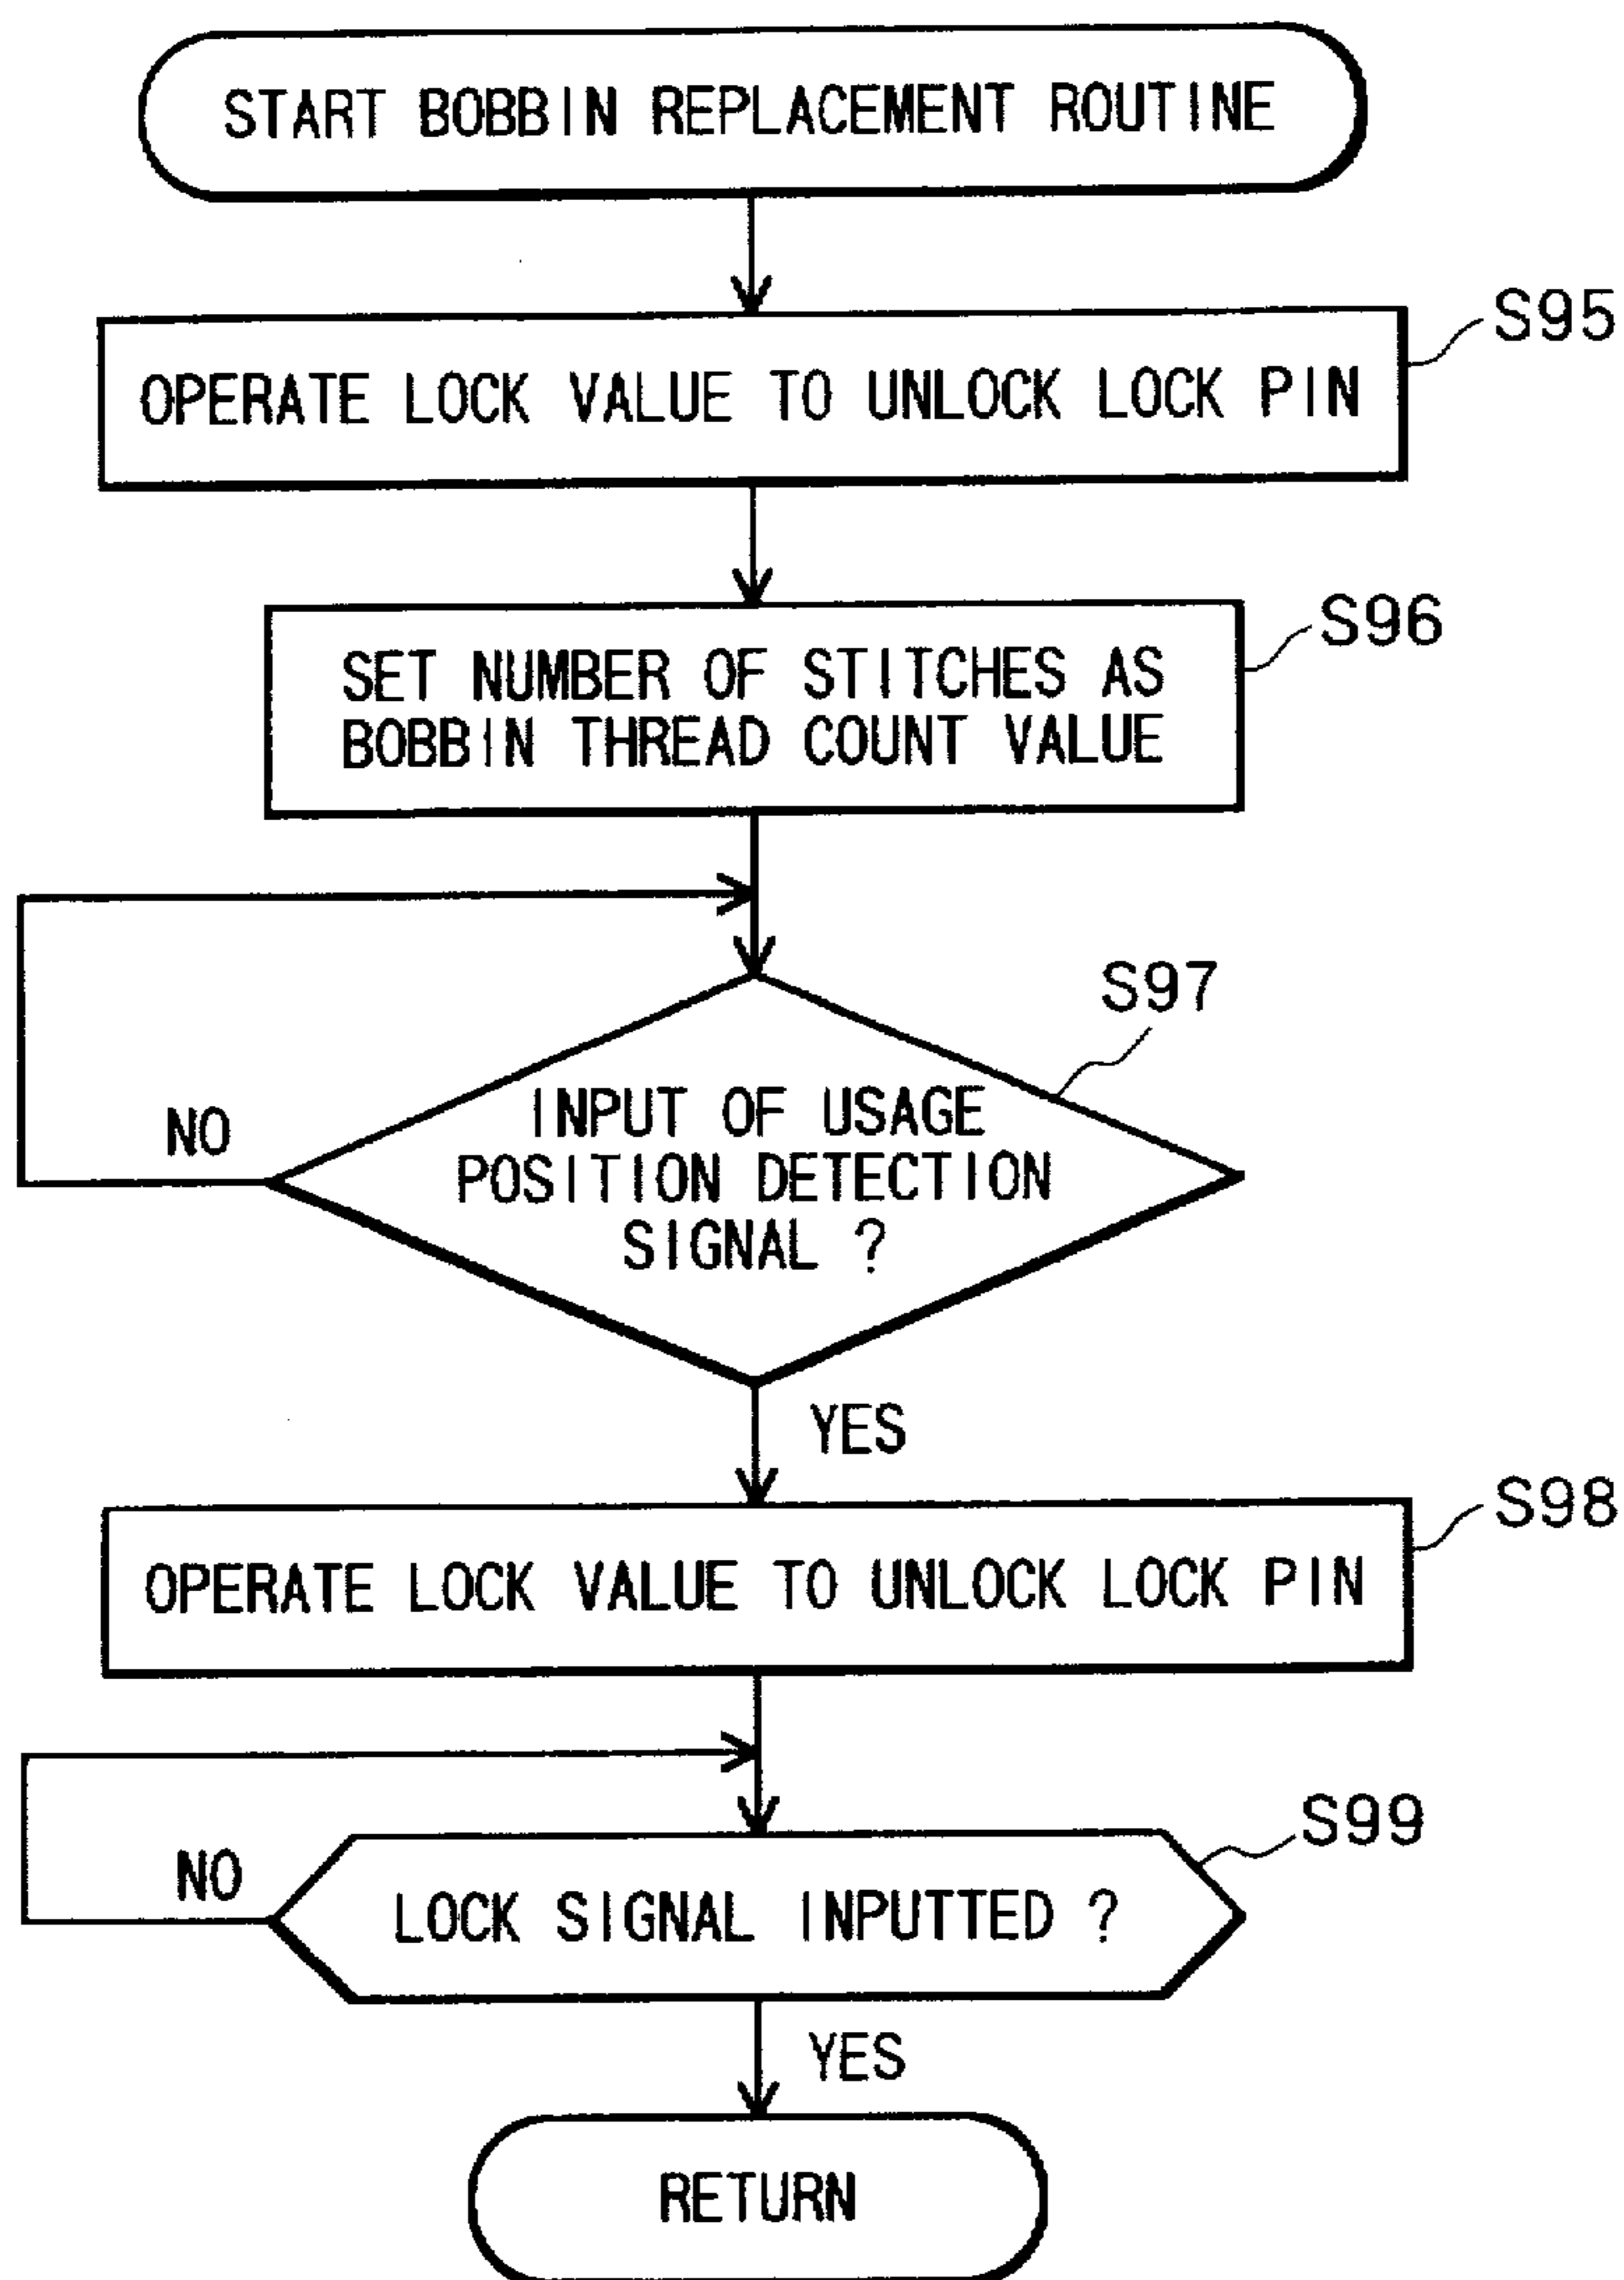 START BOBBIN REPLACEMENT ROUTINE
S95
OPERATE LOCK VALUE TO UNLOCK LOCK PIN
S96
SET NUMBER OF STITCHES AS
BOBBIN THREAD COUNT VALUE
S97
INPUT OF USAGE
POSITION DETECTION
SIGNAL ?
NO
YES
S98
OPERATE LOCK VALUE TO UNLOCK LOCK PIN
S99
LOCK SIGNAL INPUTTED ?
NO
YES
RETURN